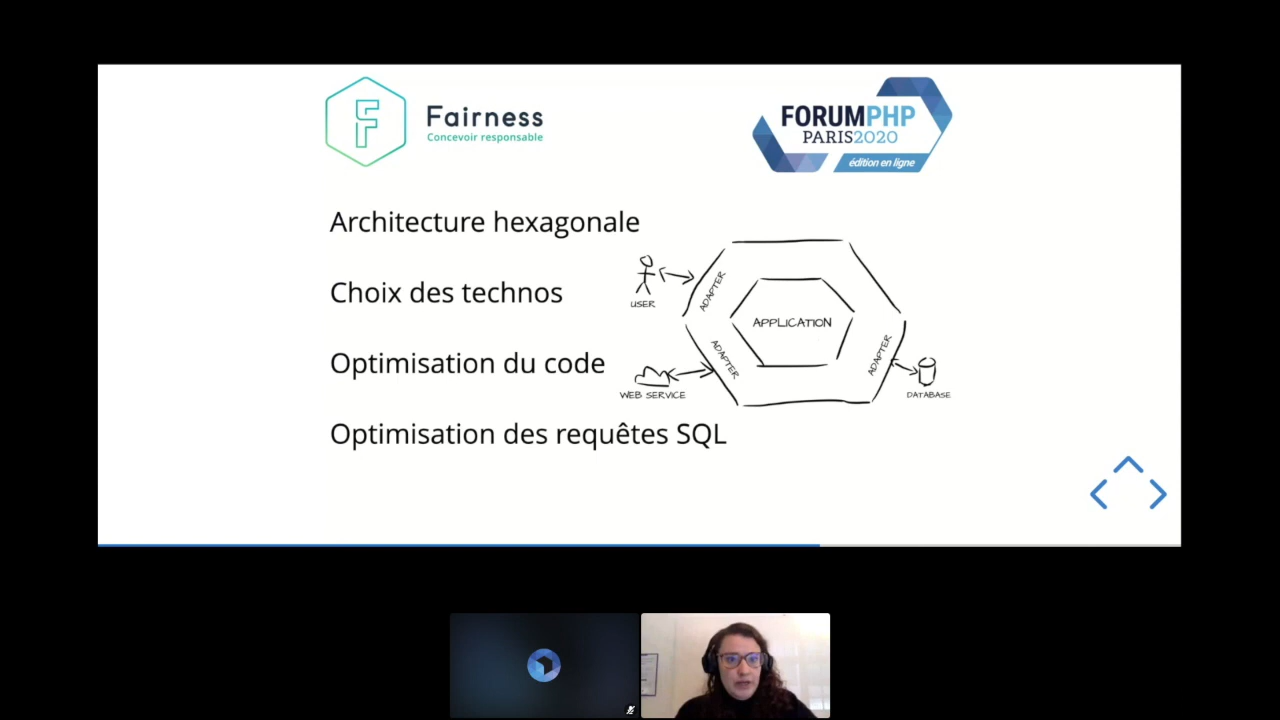 Fairness
Concevoir responsable
FORUMPHP
PARIS2020
édition en ligne
Architecture hexagonale
Choix des technos
Optimisation du code
Optimisation des requêtes SQL
USER
ADAPTER
APPLICATION
ADAPTER
ADAPTER
WEB SERVICE
DATABASE